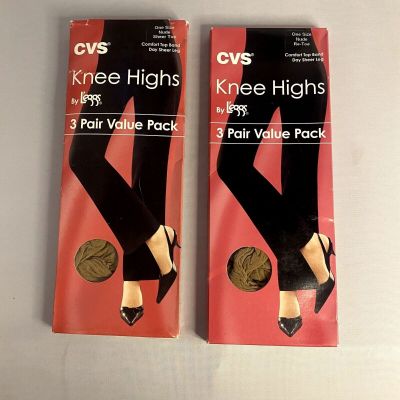 CVS®
One Size
Nude
Sheer Toe
Comfort Top Band
Day Sheer Leg
Knee Highs
By L'eggs®
3 Pair Value Pack
CVS®
One Size
Nude
Re-Toe
Comfort Top Band
Day Sheer Leg
Knee Highs
By L'eggs®
3 Pair Value Pack